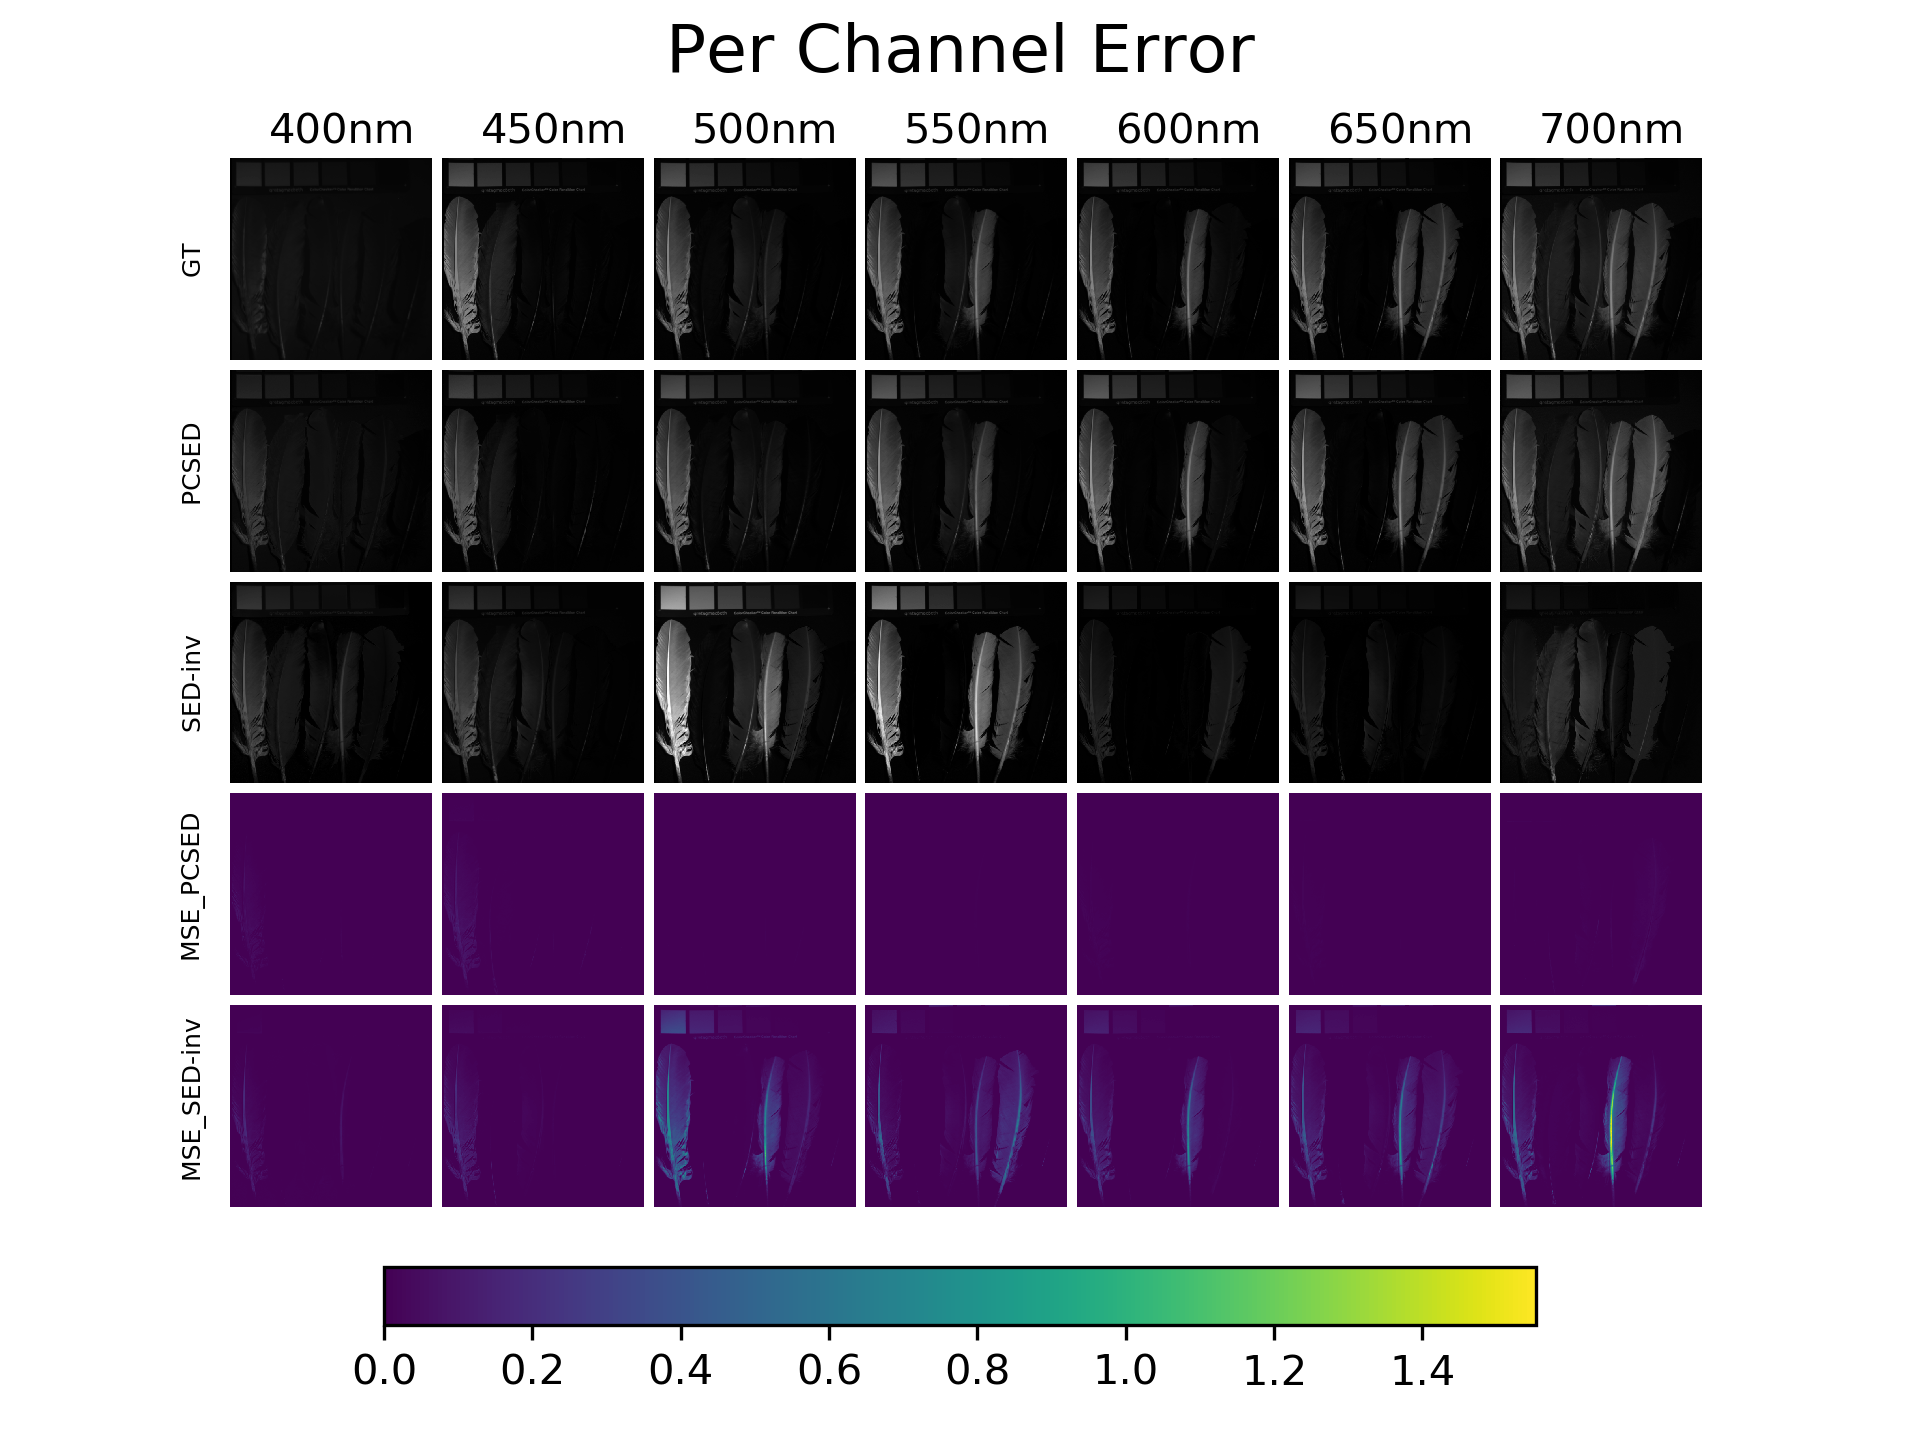 Per Channel Error
400nm 450nm 500nm 550nm 600nm 650nm 700nm
GT
PCSED
SED-inv
MSE_PCSED
MSE_SED-inv
0.0 0.2 0.4 0.6 0.8 1.0 1.2 1.4